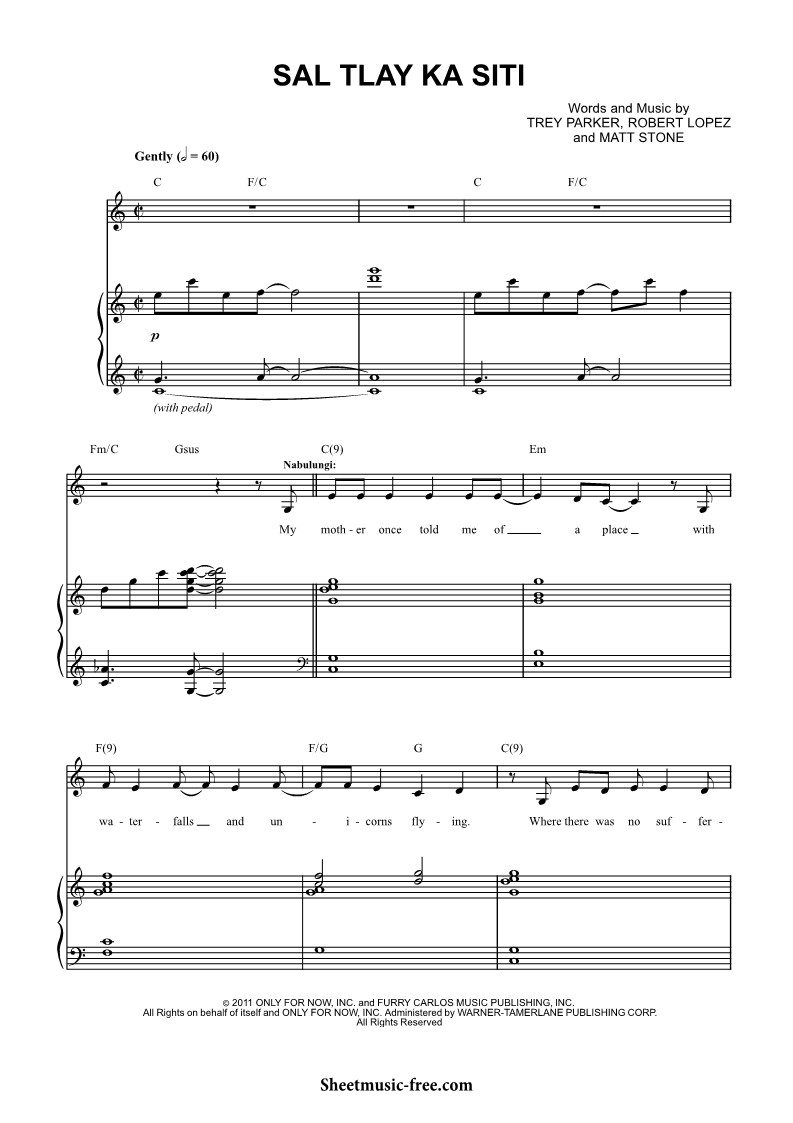 SAL TLAY KA SITI
Words and Music by
TREY PARKER, ROBERT LOPEZ
and MATT STONE
Gently (𝅗𝅥 = 60)
C F/C C F/C
p
(with pedal)
Fm/C Gsus C(9) Em
Nabulungi:
My moth - er once told me of a place with
F(9) F/G G C(9)
wa - ter - falls and un - i - corns fly - ing. Where there was no suf - fer -
© 2011 ONLY FOR NOW, INC. and FURRY CARLOS MUSIC PUBLISHING, INC.
All Rights on behalf of itself and ONLY FOR NOW, INC. Administered by WARNER-TAMERLANE PUBLISHING CORP.
All Rights Reserved
Sheetmusic-free.com